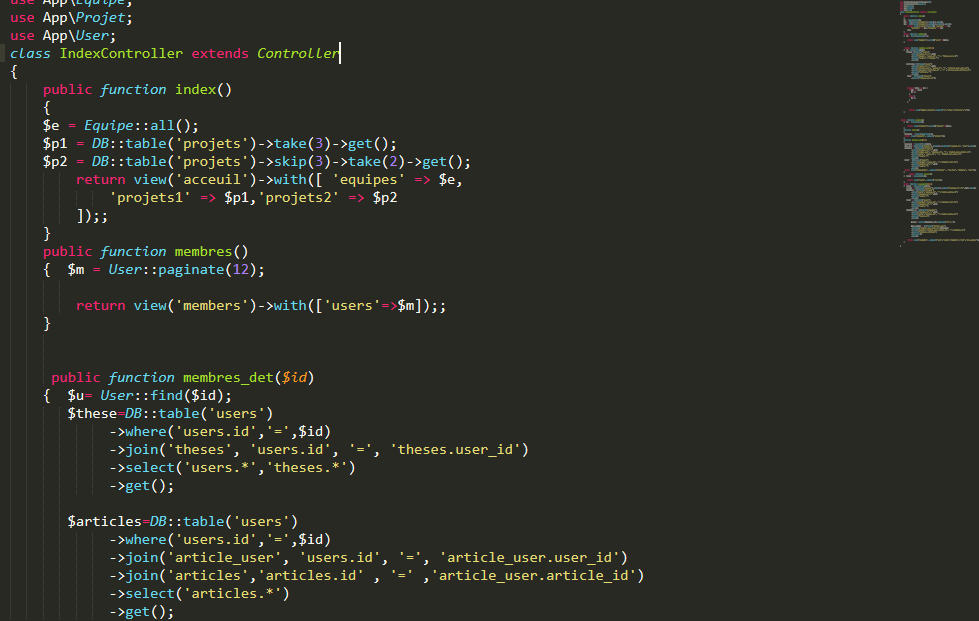 use App\Equipe;
use App\Projet;
use App\User;
class IndexController extends Controller
{
public function index()
{
$e = Equipe::all();
$p1 = DB::table('projets')->take(3)->get();
$p2 = DB::table('projets')->skip(3)->take(2)->get();
return view('acceuil')->with([ 'equipes' => $e,
'projets1' => $p1,'projets2' => $p2
]);;
}
public function membres()
{  $m = User::paginate(12);
return view('members')->with(['users'=>$m]);;
}
public function membres_det($id)
{  $u= User::find($id);
$these=DB::table('users')
->where('users.id','=',$id)
->join('theses', 'users.id', '=', 'theses.user_id')
->select('users.*','theses.*')
->get();
$articles=DB::table('users')
->where('users.id','=',$id)
->join('article_user', 'users.id', '=', 'article_user.user_id')
->join('articles','articles.id' , '=' ,'article_user.article_id')
->select('articles.*')
->get();